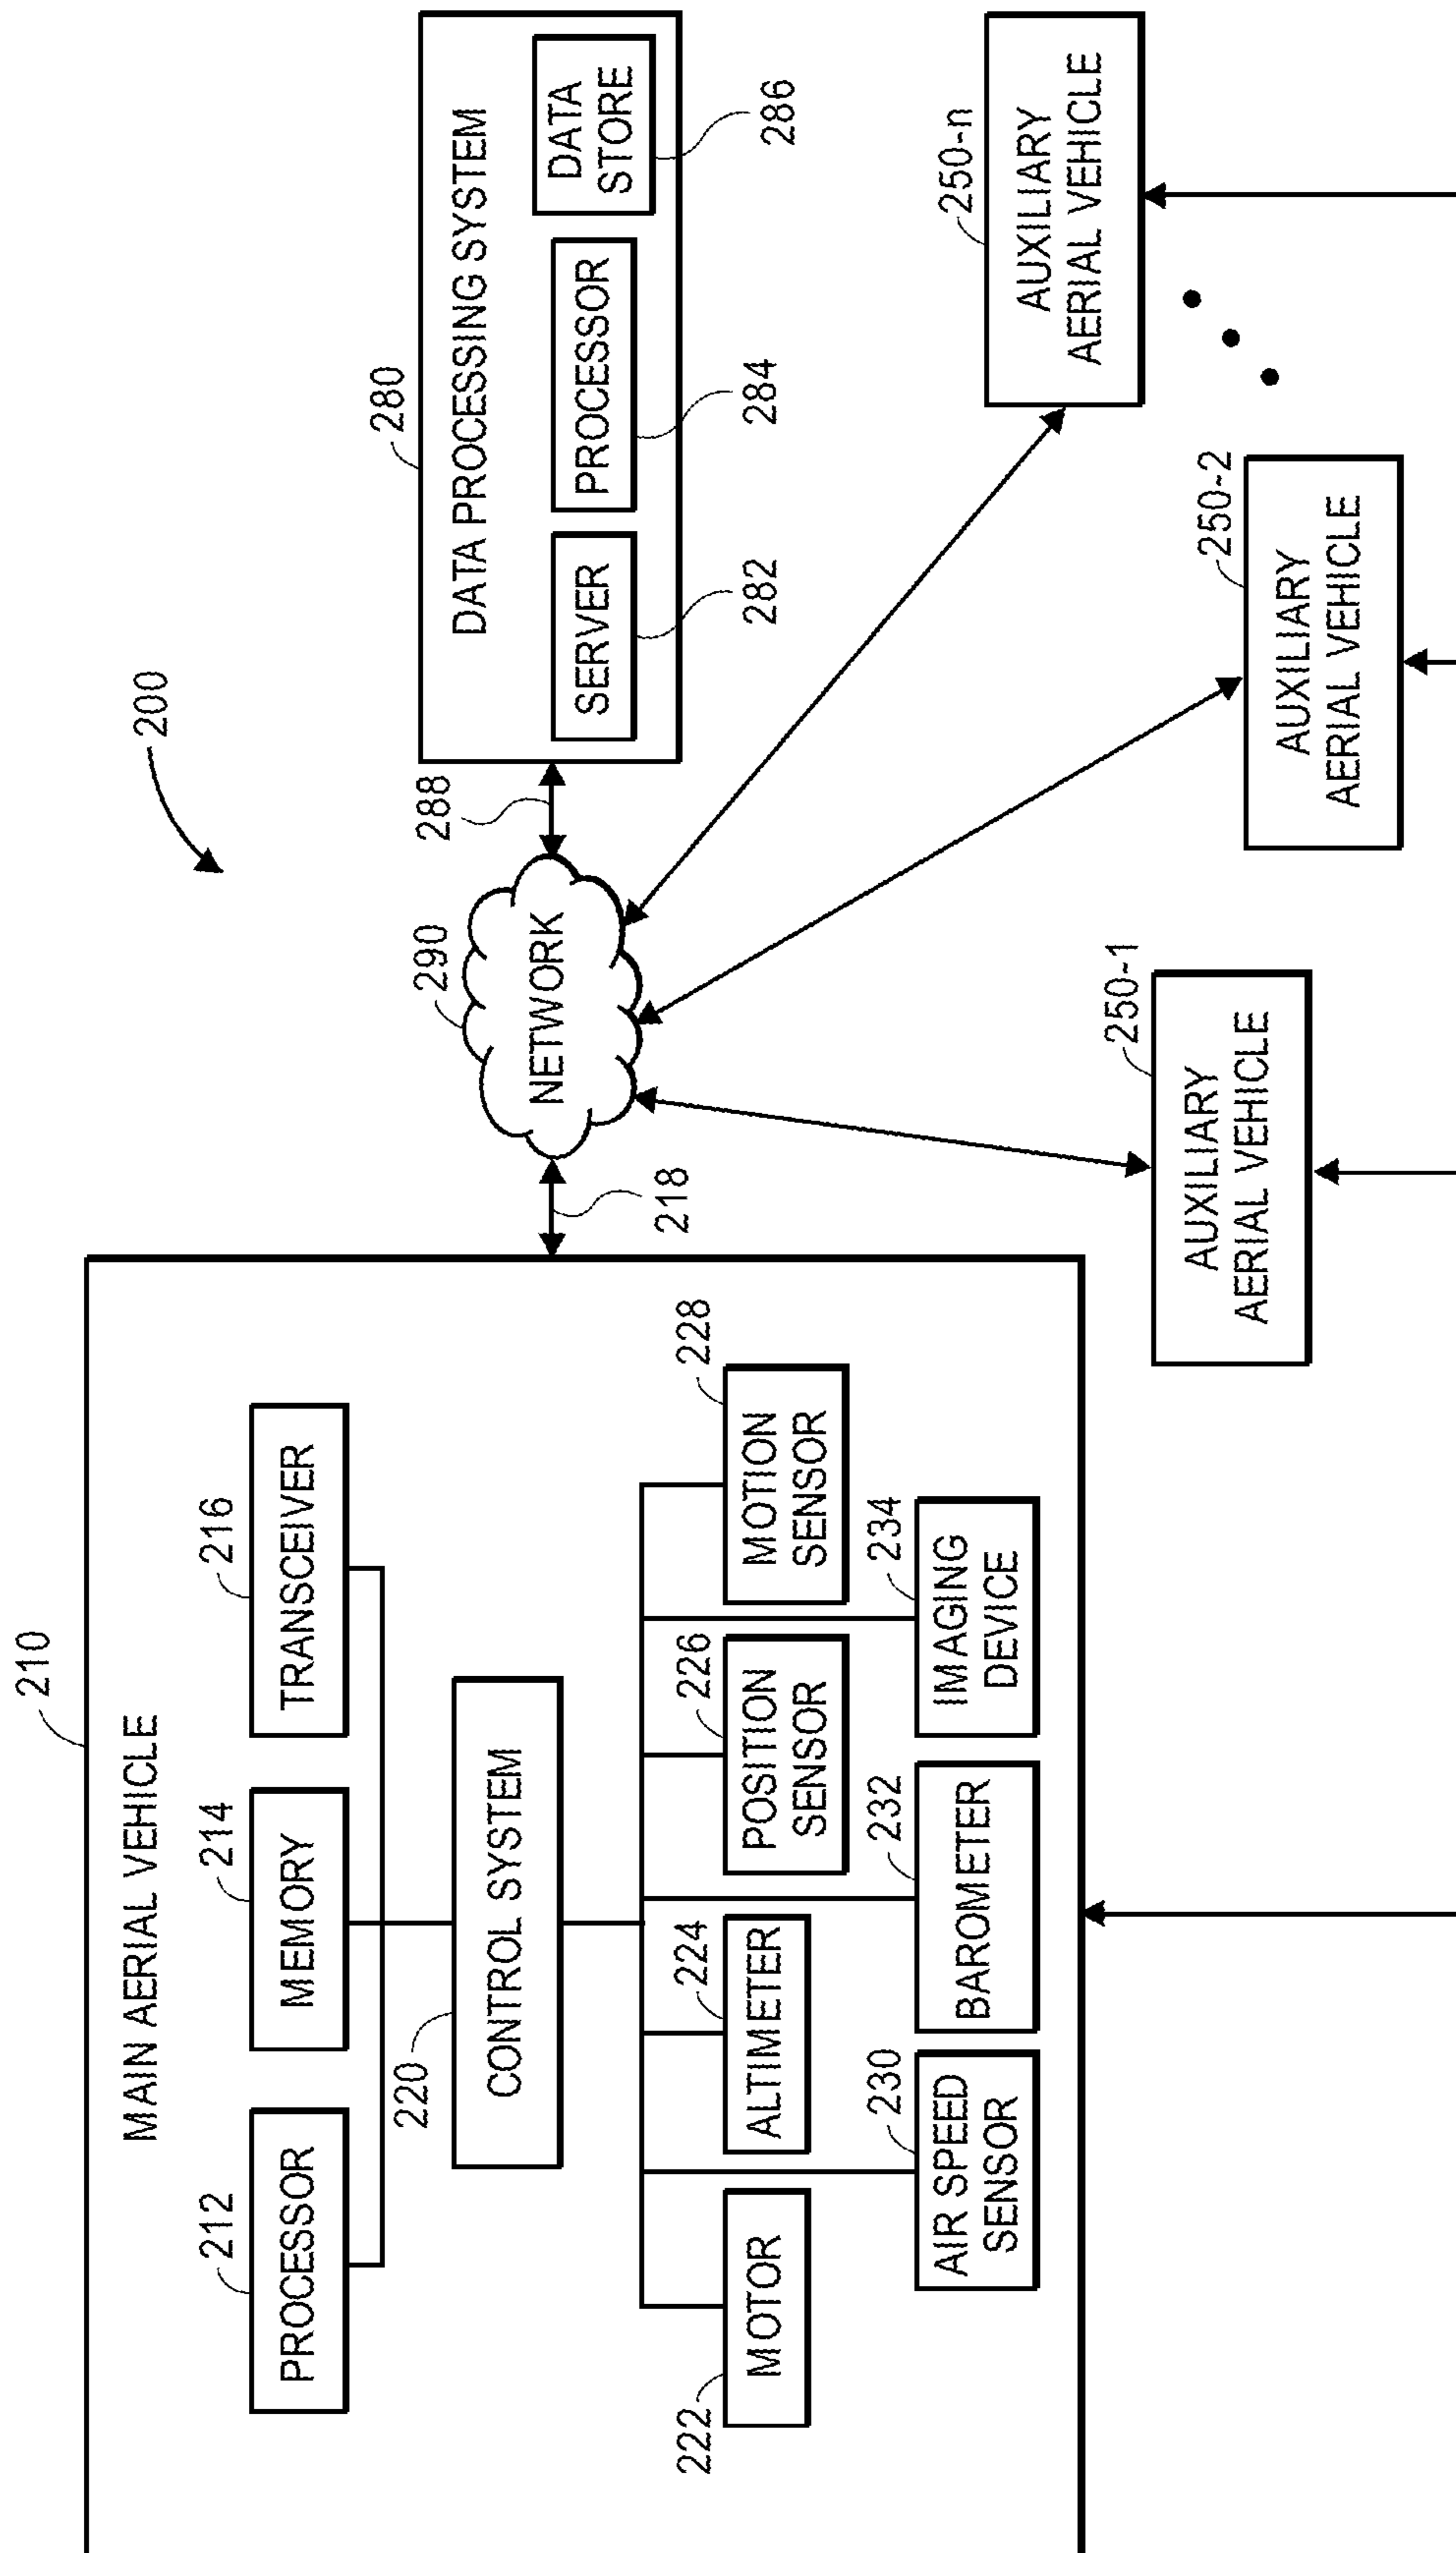 200
210
MAIN AERIAL VEHICLE
212
PROCESSOR
214
MEMORY
216
TRANSCEIVER
220
CONTROL SYSTEM
222
MOTOR
224
ALTIMETER
226
POSITION
SENSOR
228
MOTION
SENSOR
230
AIR SPEED
SENSOR
232
BAROMETER
234
IMAGING
DEVICE
218
290
NETWORK
288
280
DATA PROCESSING SYSTEM
SERVER
282
PROCESSOR
284
DATA
STORE
286
250-1
AUXILIARY
AERIAL VEHICLE
250-2
AUXILIARY
AERIAL VEHICLE
250-n
AUXILIARY
AERIAL VEHICLE